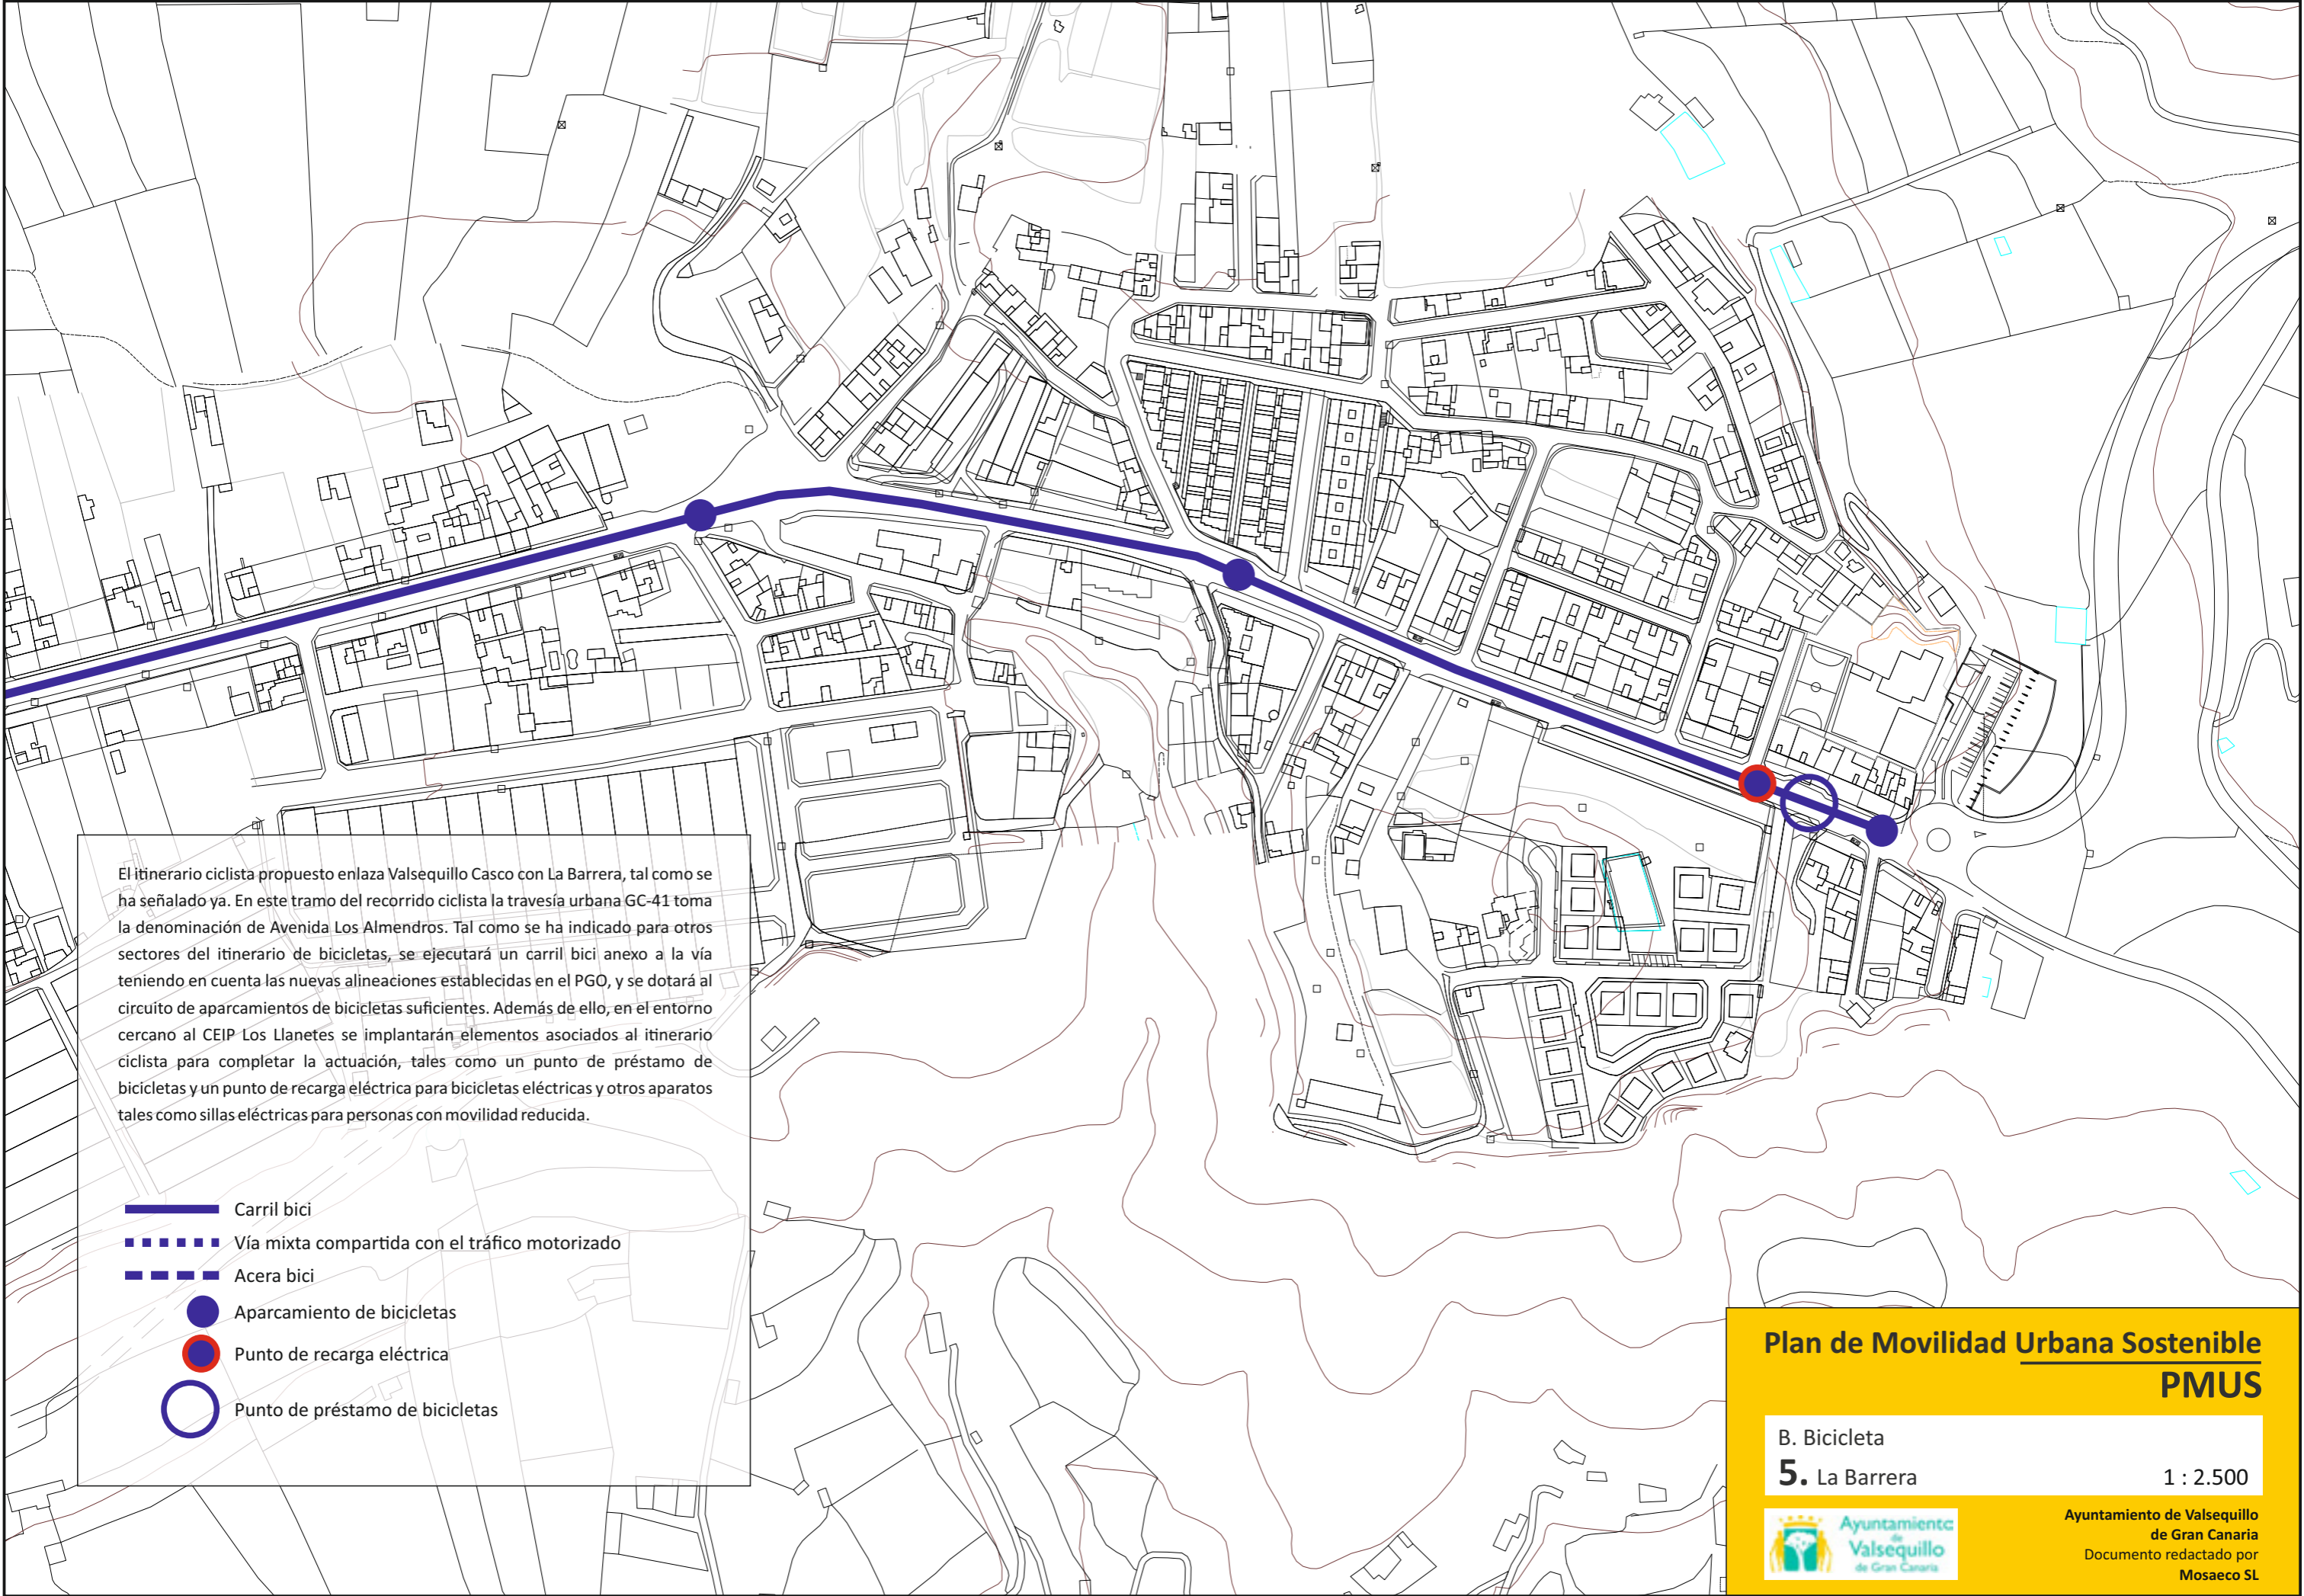 El itinerario ciclista propuesto enlaza Valsequillo Casco con La Barrera, tal como se
ha señalado ya. En este tramo del recorrido ciclista la travesía urbana GC-41 toma
la denominación de Avenida Los Almendros. Tal como se ha indicado para otros
sectores del itinerario de bicicletas, se ejecutará un carril bici anexo a la vía
teniendo en cuenta las nuevas alineaciones establecidas en el PGO, y se dotará al
circuito de aparcamientos de bicicletas suficientes. Además de ello, en el entorno
cercano al CEIP Los Llanetes se implantarán elementos asociados al itinerario
ciclista para completar la actuación, tales como un punto de préstamo de
bicicletas y un punto de recarga eléctrica para bicicletas eléctricas y otros aparatos
tales como sillas eléctricas para personas con movilidad reducida.
Carril bici
Vía mixta compartida con el tráfico motorizado
Acera bici
Aparcamiento de bicicletas
Punto de recarga eléctrica
Punto de préstamo de bicicletas
Plan de Movilidad Urbana Sostenible
PMUS
B. Bicicleta
5. La Barrera 1 : 2.500
Ayuntamiento
de
Valsequillo
de Gran Canaria
Ayuntamiento de Valsequillo
de Gran Canaria
Documento redactado por
Mosaeco SL